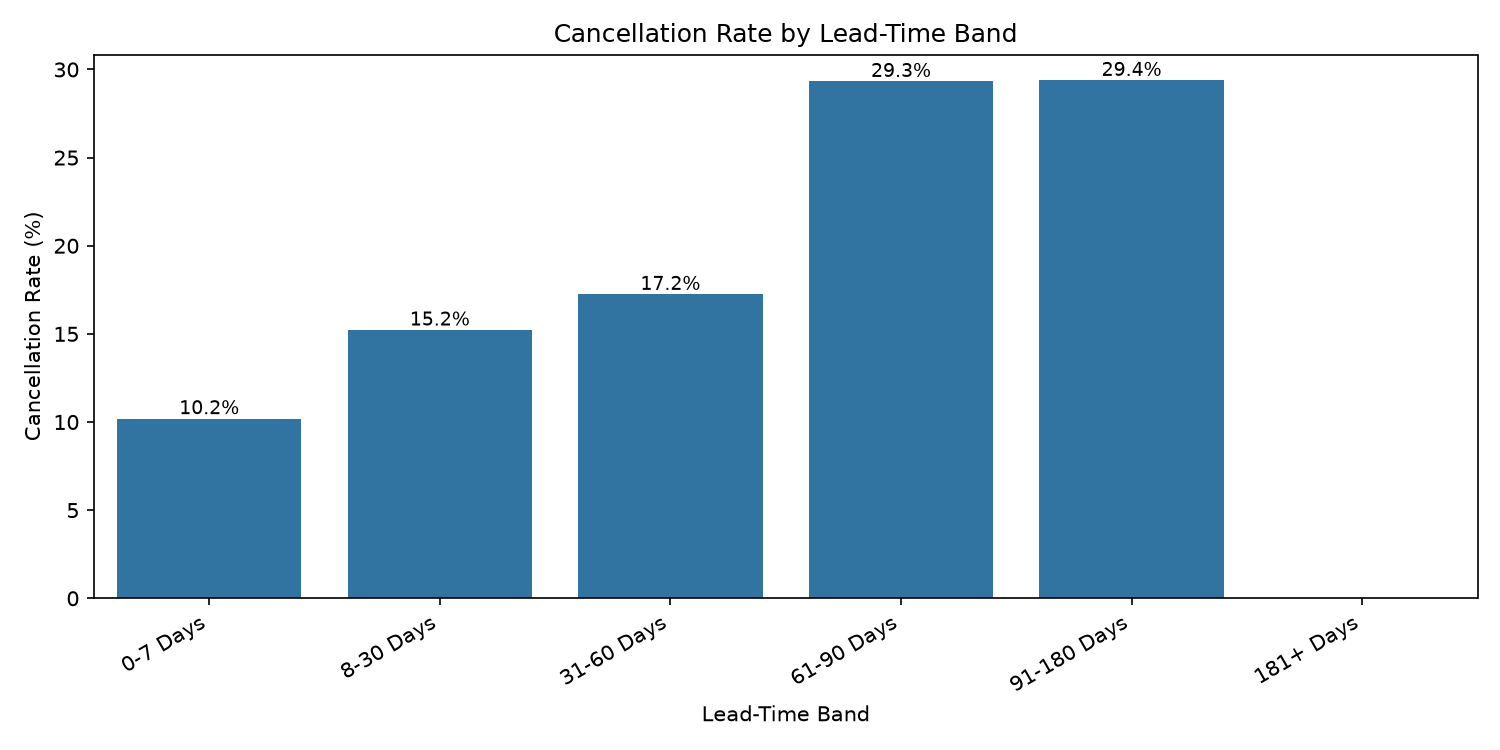 Cancellation Rate by Lead-Time Band
30
25
20
15
10
5
0
Cancellation Rate (%)
10.2%
15.2%
17.2%
29.3%
29.4%
0-7 Days
8-30 Days
31-60 Days
61-90 Days
91-180 Days
181+ Days
Lead-Time Band